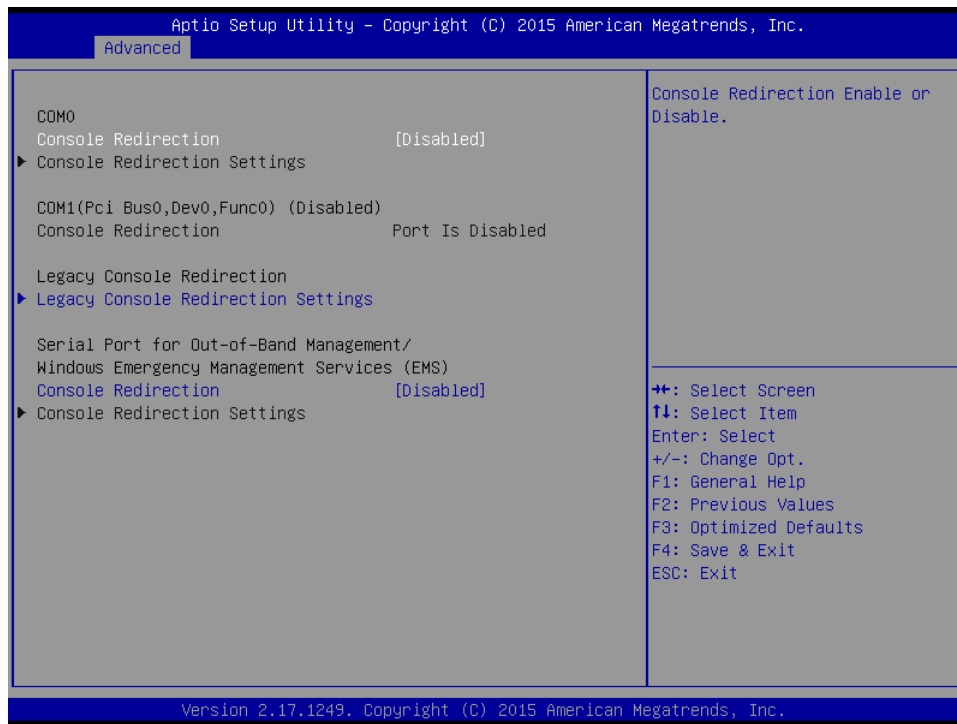 Aptio Setup Utility – Copyright (C) 2015 American Megatrends, Inc.
Advanced
COM0
Console Redirection [Disabled]
Console Redirection Settings
COM1(Pci Bus0,Dev0,Func0) (Disabled)
Console Redirection Port Is Disabled
Legacy Console Redirection
Legacy Console Redirection Settings
Serial Port for Out-of-Band Management/
Windows Emergency Management Services (EMS)
Console Redirection [Disabled]
Console Redirection Settings
Console Redirection Enable or
Disable.
→←: Select Screen
↑↓: Select Item
Enter: Select
+/-: Change Opt.
F1: General Help
F2: Previous Values
F3: Optimized Defaults
F4: Save & Exit
ESC: Exit
Version 2.17.1249. Copyright (C) 2015 American Megatrends, Inc.